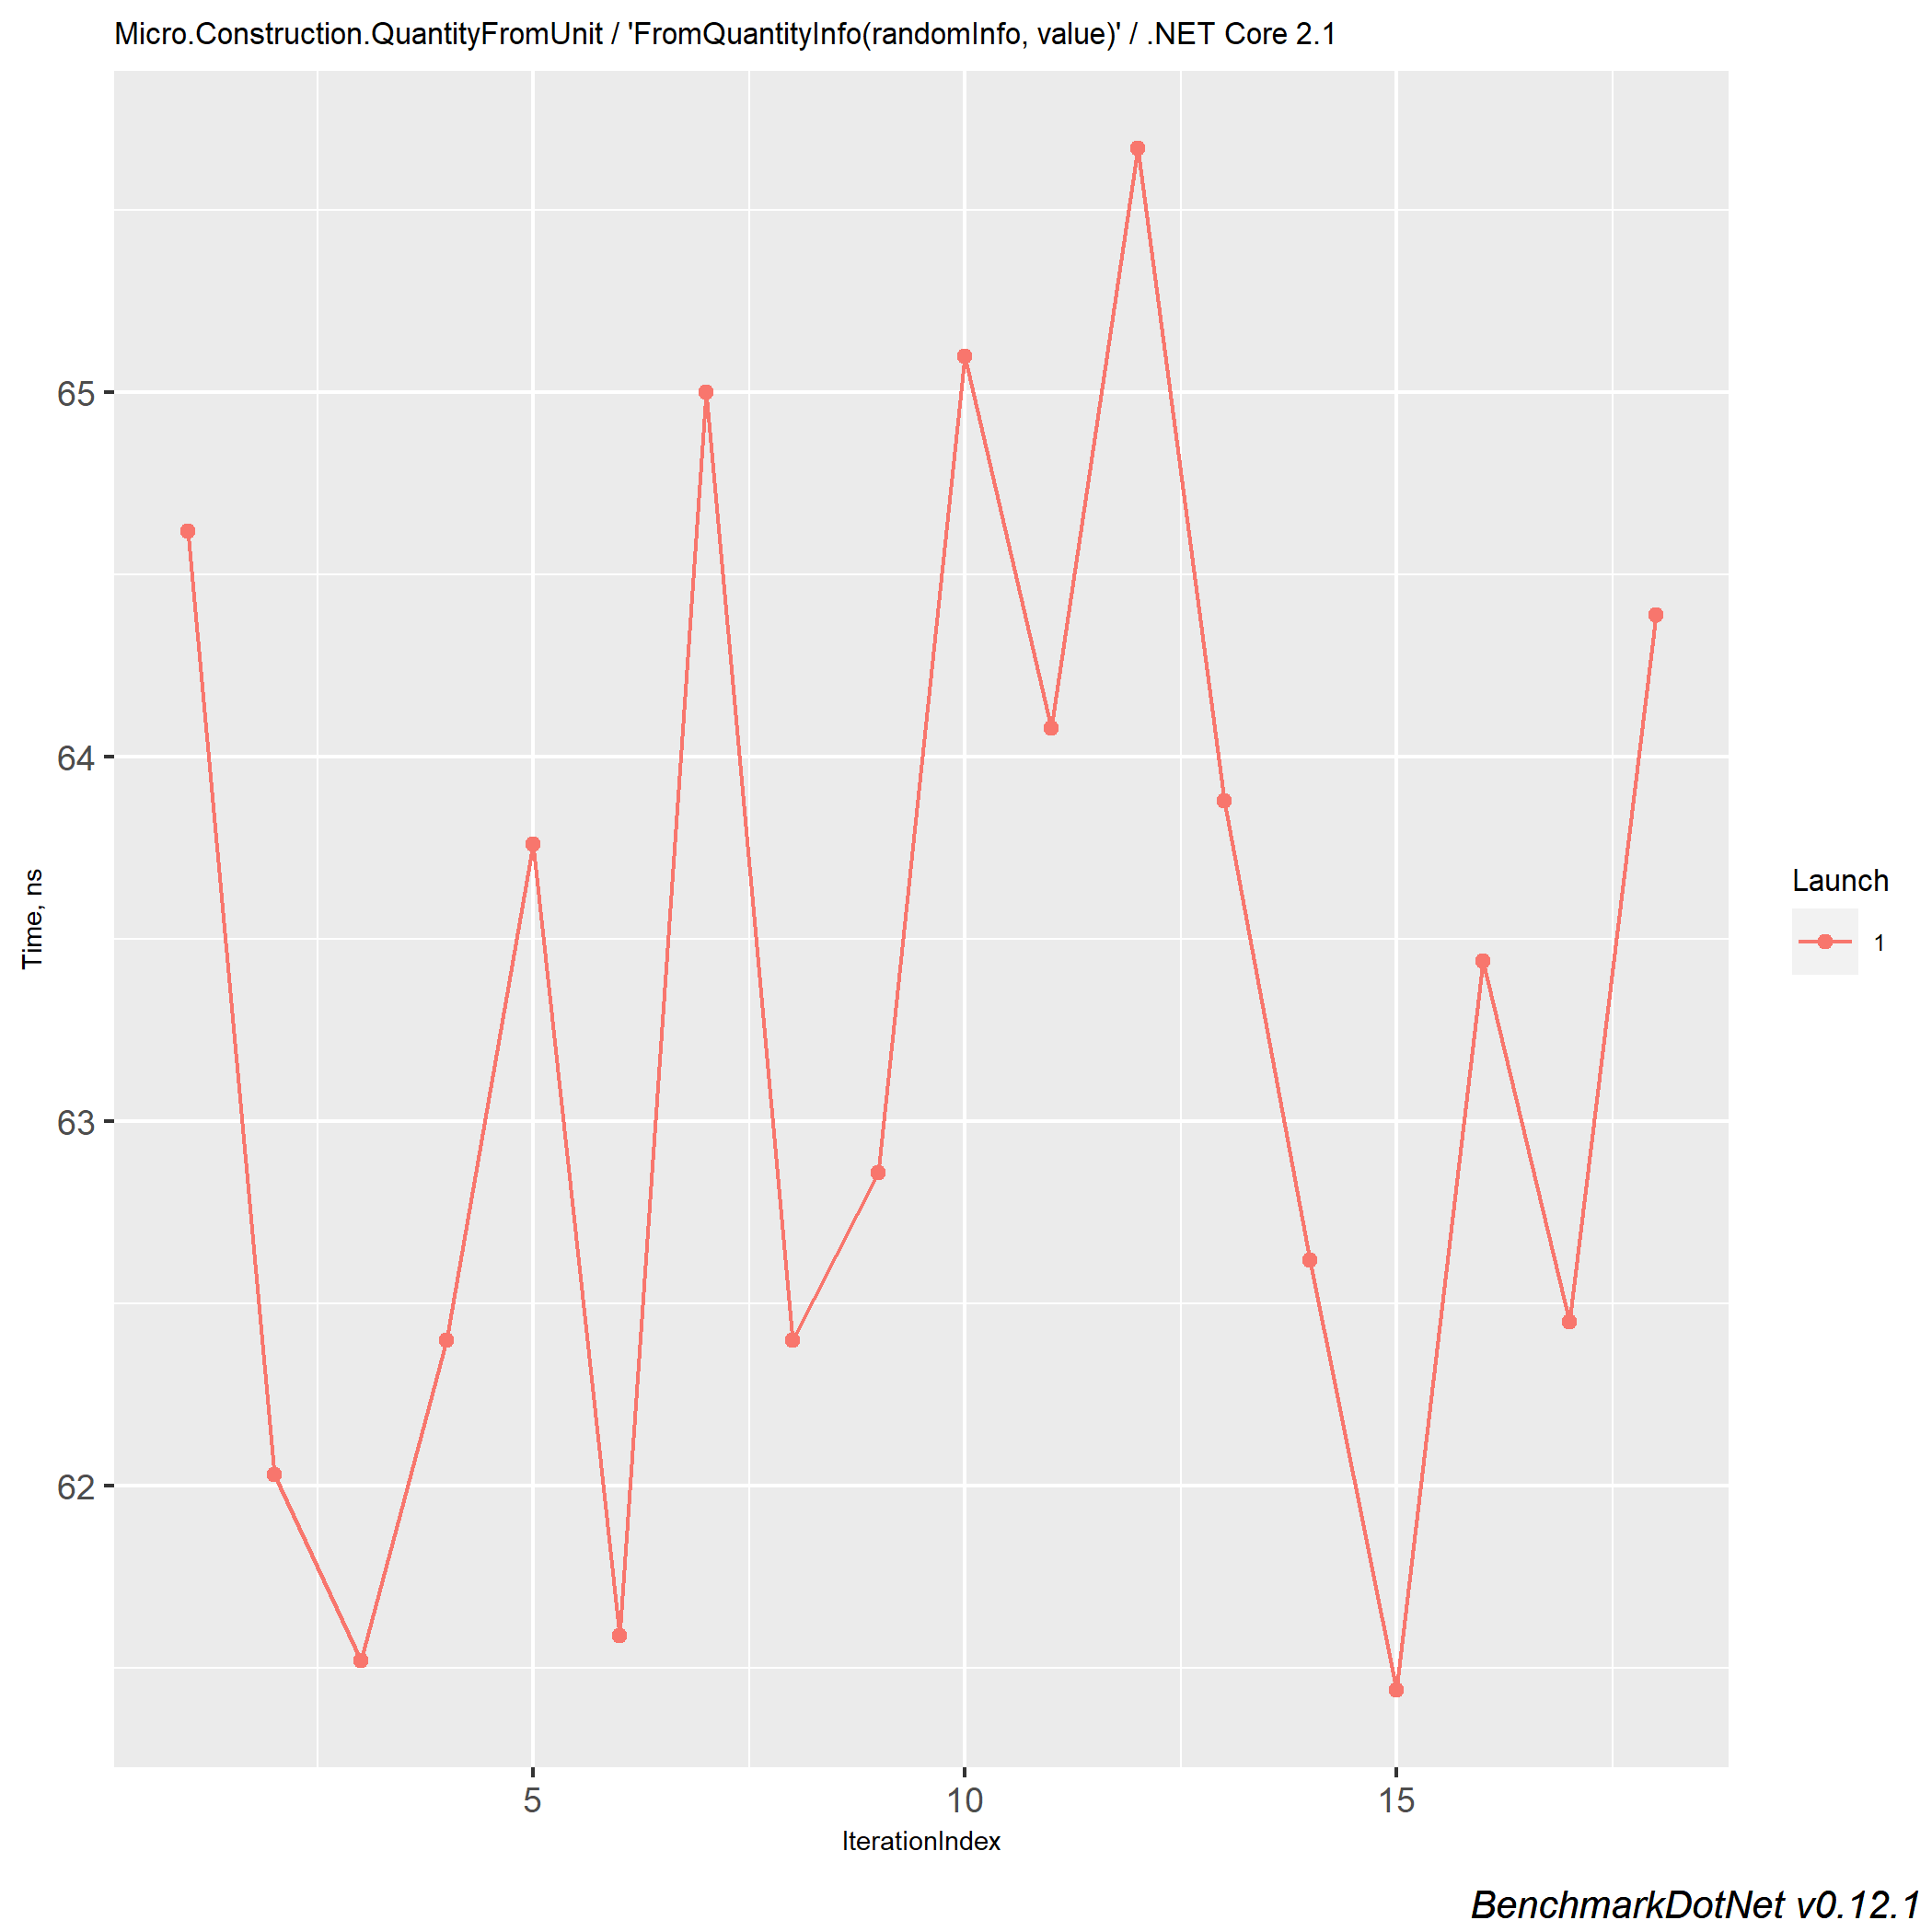 Micro.Construction.QuantityFromUnit / 'FromQuantityInfo(randomInfo, value)' / .NET Core 2.1
65
64
63
62
Time, ns
5 10 15
IterationIndex
Launch
1
BenchmarkDotNet v0.12.1